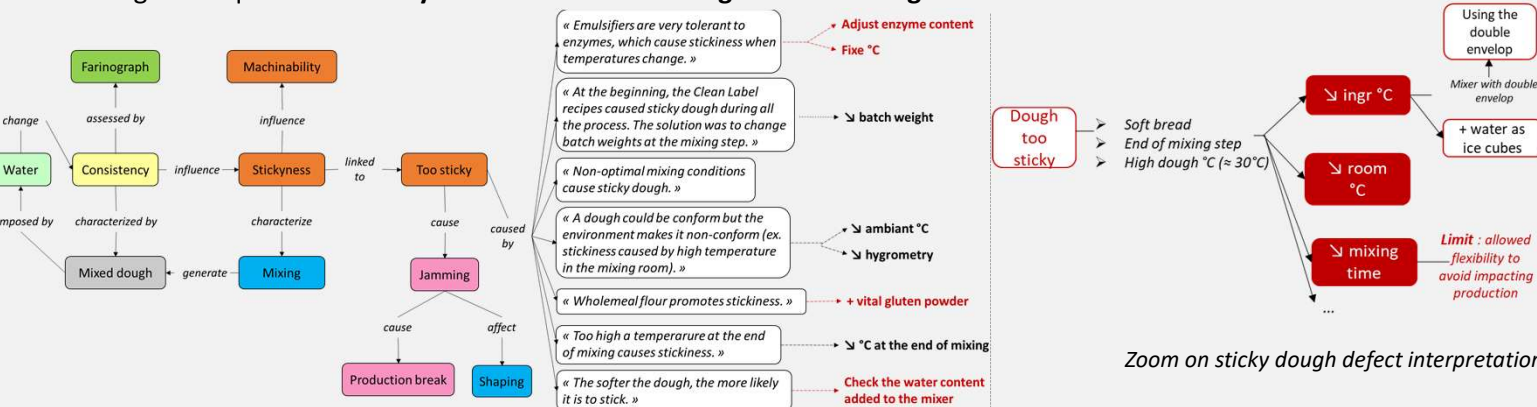 Farinograph
Machinability
change
assessed by
influence
Water
Consistency
influence
Stickyness
linked
to
Too sticky
characterized by
characterize
cause
caused
by
Mixed dough
generate
Mixing
Jamming
cause
affect
Production break
Shaping
« Emulsifiers are very tolerant to
enzymes, which cause stickiness when
temperatures change. »
Adjust enzyme content
Fixe °C
« At the beginning, the Clean Label
recipes caused sticky dough during all
the process. The solution was to change
batch weights at the mixing step. »
↘ batch weight
« Non-optimal mixing conditions
cause sticky dough. »
« A dough could be conform but the
environment makes it non-conform (ex.
stickiness caused by high temperature
in the mixing room). »
↘ ambiant °C
↘ hygrometry
« Wholemeal flour promotes stickiness. »
+ vital gluten powder
« Too high a temperarure at the end
of mixing causes stickiness. »
↘ °C at the end of mixing
« The softer the dough, the more likely
it is to stick. »
Check the water content
added to the mixer
Dough
too
sticky
➢ Soft bread
➢ End of mixing step
➢ High dough °C (≈ 30°C)
↘ ingr °C
Using the
double
envelop
Mixer with double
envelop
+ water as
ice cubes
↘ room
°C
↘ mixing
time
Limit : allowed
flexibility to
avoid impacting
production
...
Zoom on sticky dough defect interpretation